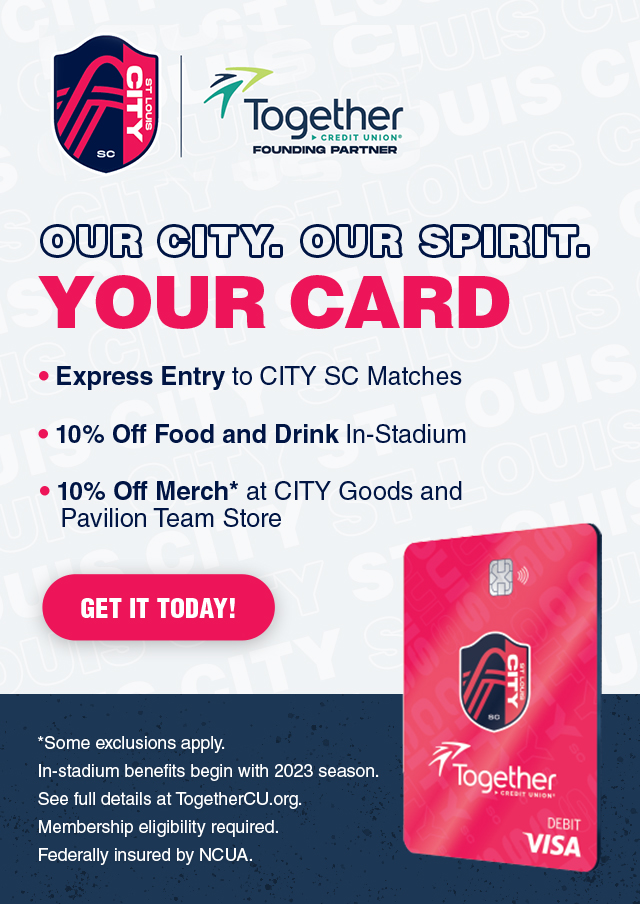 ST LOUIS
CITY
SC
Together
CREDIT UNION®
FOUNDING PARTNER
OUR CITY. OUR SPIRIT.
YOUR CARD
• Express Entry to CITY SC Matches
• 10% Off Food and Drink In-Stadium
• 10% Off Merch* at CITY Goods and
Pavilion Team Store
GET IT TODAY!
ST LOUIS
CITY
SC
Together
CREDIT UNION®
DEBIT
VISA
*Some exclusions apply.
In-stadium benefits begin with 2023 season.
See full details at TogetherCU.org.
Membership eligibility required.
Federally insured by NCUA.